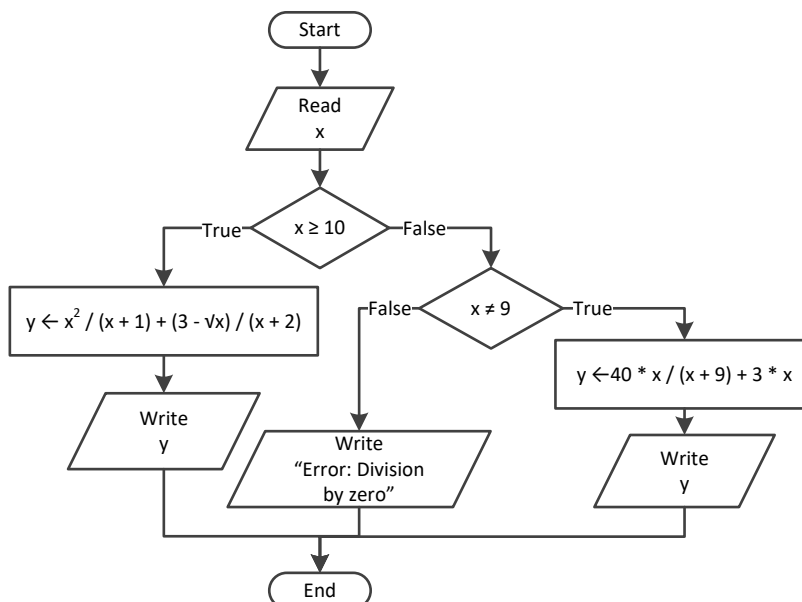 Start
Read
x
x ≥ 10
True
False
y ← x² / (x + 1) + (3 - √x) / (x + 2)
x ≠ 9
False
True
y ←40 * x / (x + 9) + 3 * x
Write
y
Write
“Error: Division
by zero”
Write
y
End